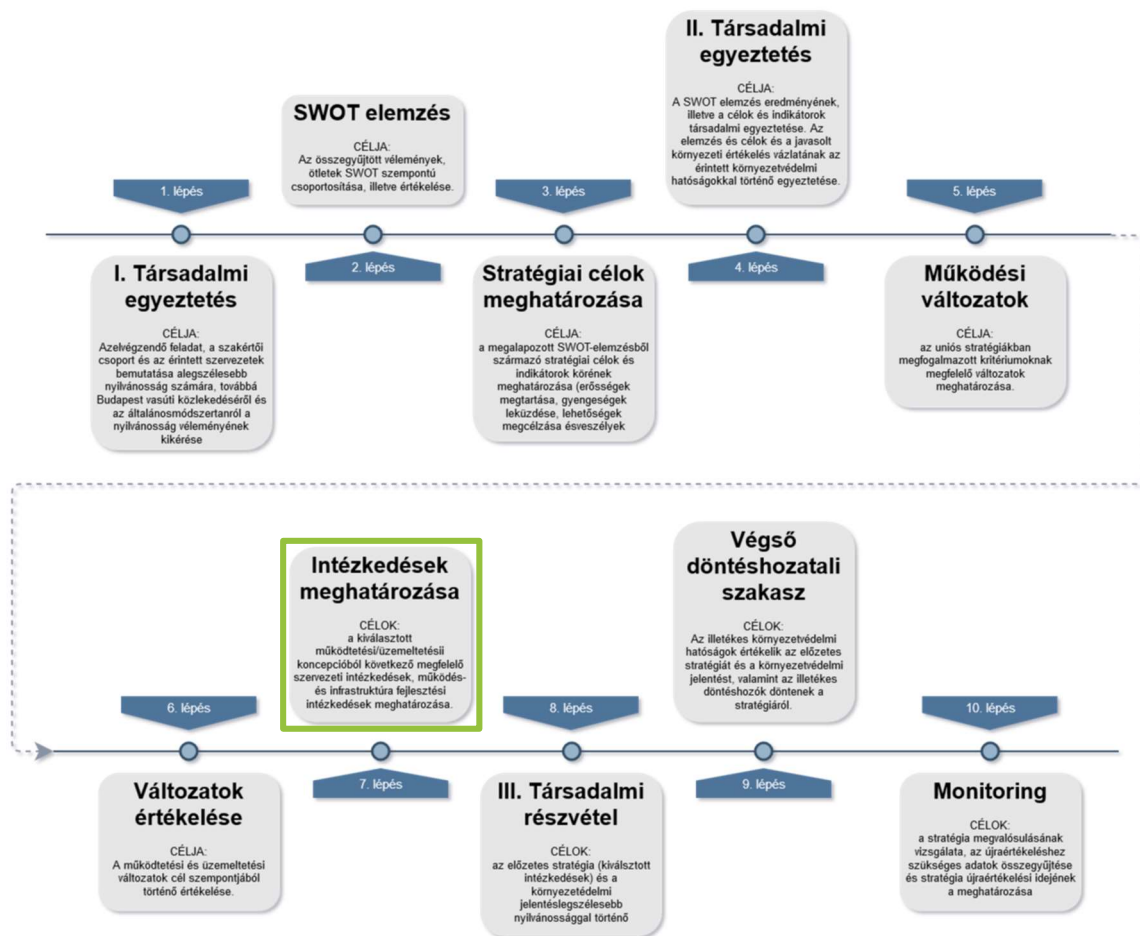 1. lépés
I. Társadalmi
egyeztetés
CÉLJA:
Azelvégzendő feladat, a szakértői
csoport és az érintett szervezetek
bemutatása alegszélesebb
nyilvánosság számára, továbbá
Budapest vasúti közlekedéséről és
az általánosmódszertanról a
nyilvánosság véleményének
kikérése
SWOT elemzés
CÉLJA:
Az összegyűjtött vélemények,
ötletek SWOT szempontú
csoportosítása, illetve értékelése.
2. lépés
3. lépés
Stratégiai célok
meghatározása
CÉLJA:
a megalapozott SWOT-elemzésből
származó stratégiai célok és
indikátorok körének
meghatározása (erősségek
megtartása, gyengeségek
leküzdése, lehetőségek
megcélzása ésveszélyek
II. Társadalmi
egyeztetés
CÉLJA:
A SWOT elemzés eredményének,
illetve a célok és indikátorok
társadalmi egyeztetése. Az
elemzés és célok és a javasolt
környezeti értékelés vázlatának az
érintett környezetvédelmi
hatóságokkal történő egyeztetése.
4. lépés
5. lépés
Működési
változatok
CÉLJA:
az uniós stratégiákban
megfogalmazott kritériumoknak
megfelelő változatok
meghatározása.
6. lépés
Változatok
értékelése
CÉLJA:
A működtetési és üzemeltetési
változatok cél szempontjából
történő értékelése.
Intézkedések
meghatározása
CÉLOK:
a kiválasztott
működtetési/üzemeltetésii
koncepcióból következő megfelelő
szervezeti intézkedések, működés-
és infrastruktúra fejlesztési
intézkedések meghatározása.
7. lépés
8. lépés
III. Társadalmi
részvétel
CÉLOK:
az előzetes stratégia (kiválsztott
intézkedések) és a
környezetédelmi
jelentéslegszélesebb
nyilvánossággal történő
Végső
döntéshozatali
szakasz
CÉLOK:
Az illetékes környezetvédelmi
hatóságok értékelik az előzetes
stratégiát és a környezetvédelmi
jelentést, valamint az illetékes
döntéshozók döntenek a
stratégiáról.
9. lépés
10. lépés
Monitoring
CÉLOK:
a stratégia megvalósulásának
vizsgálata, az újraértékeléshez
szükséges adatok összegyűjtése
és stratégia újraértékelési idejének
a meghatározása